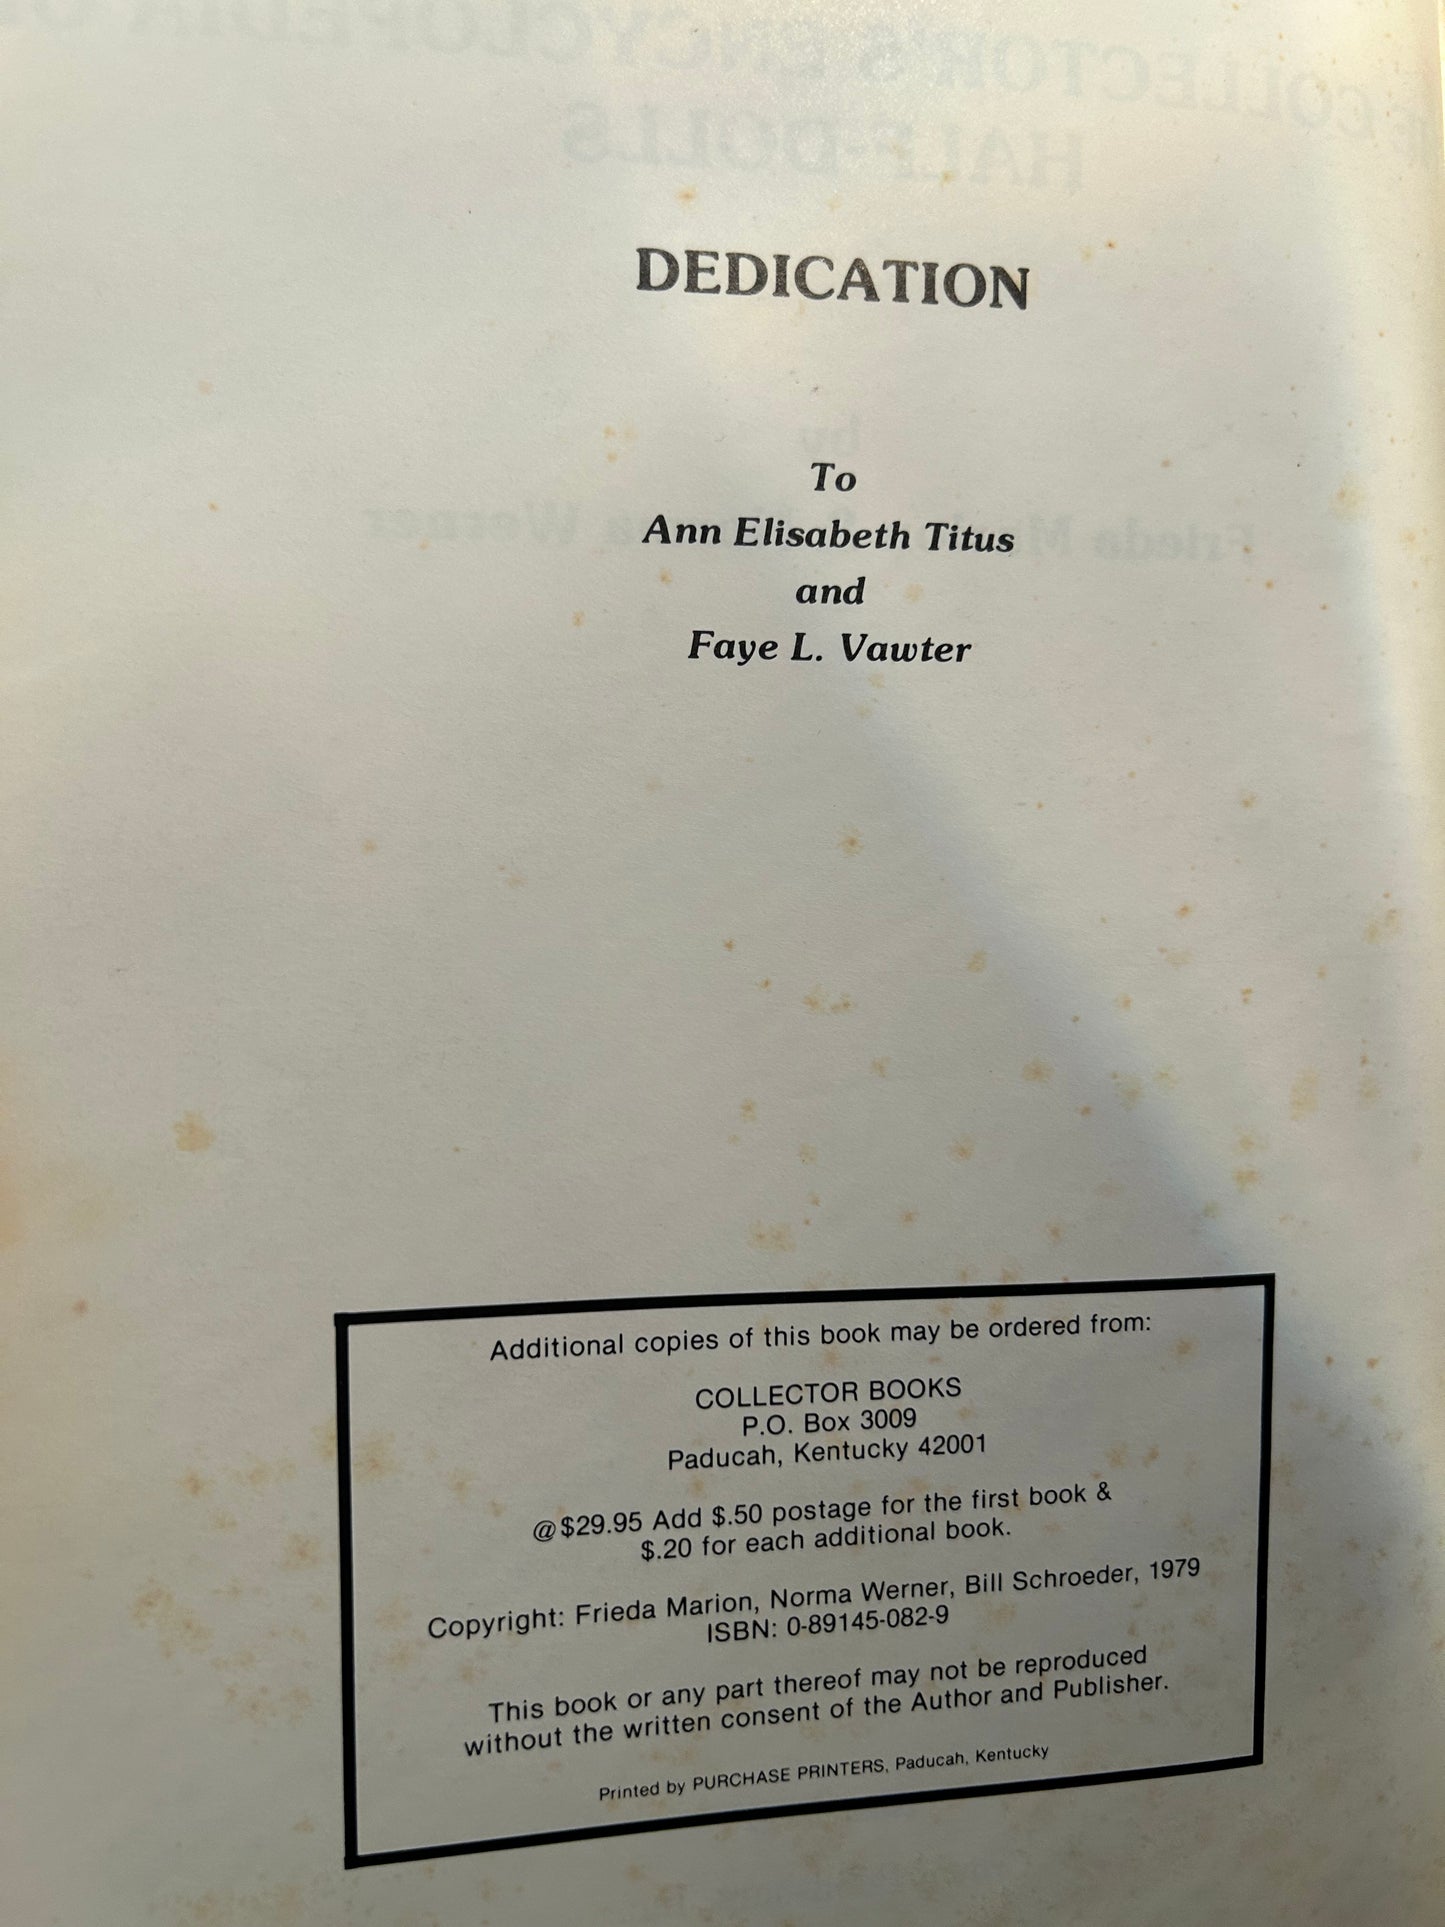 DEDICATION
To
Ann Elisabeth Titus
and
Faye L. Vawter
Additional copies of this book may be ordered from:
COLLECTOR BOOKS
P.O. Box 3009
Paducah, Kentucky 42001
@$29.95 Add $.50 postage for the first book &
$.20 for each additional book.
Copyright: Frieda Marion, Norma Werner, Bill Schroeder, 1979
ISBN: 0-89145-082-9
This book or any part thereof may not be reproduced
without the written consent of the Author and Publisher.
Printed by PURCHASE PRINTERS, Paducah, Kentucky